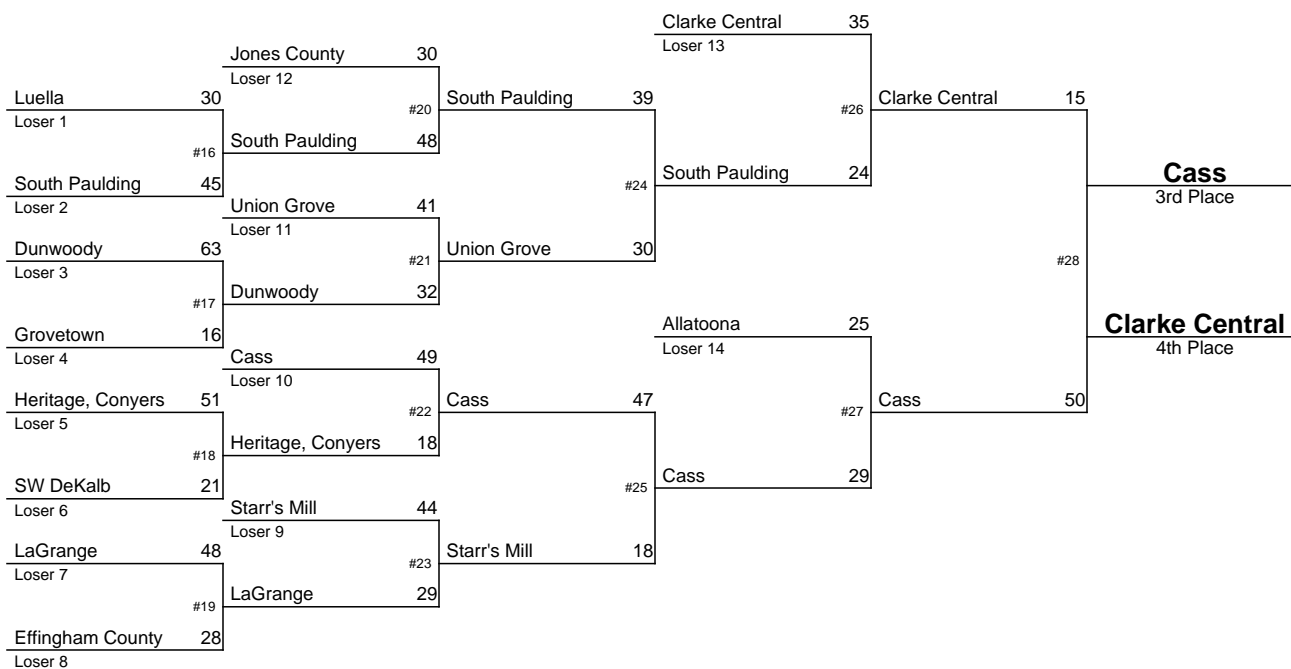 Clarke Central 35
Loser 13
Jones County 30
Loser 12
Luella 30
Loser 1
#20
South Paulding 39
#26
Clarke Central 15
#16
South Paulding 48
South Paulding 45
Loser 2
#24
South Paulding 24
Cass
3rd Place
Union Grove 41
Loser 11
Dunwoody 63
Loser 3
#21
Union Grove 30
#28
#17
Dunwoody 32
Grovetown 16
Loser 4
Allatoona 25
Loser 14
Clarke Central
4th Place
Cass 49
Loser 10
Heritage, Conyers 51
Loser 5
#22
Cass 47
#27
Cass 50
#18
Heritage, Conyers 18
SW DeKalb 21
Loser 6
#25
Cass 29
Starr's Mill 44
Loser 9
LaGrange 48
Loser 7
#23
Starr's Mill 18
#19
LaGrange 29
Effingham County 28
Loser 8